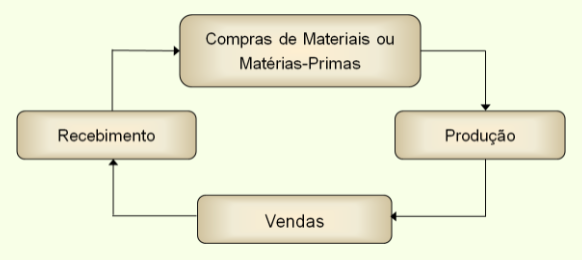 Compras de Materiais ou
Matérias-Primas
Recebimento
Produção
Vendas